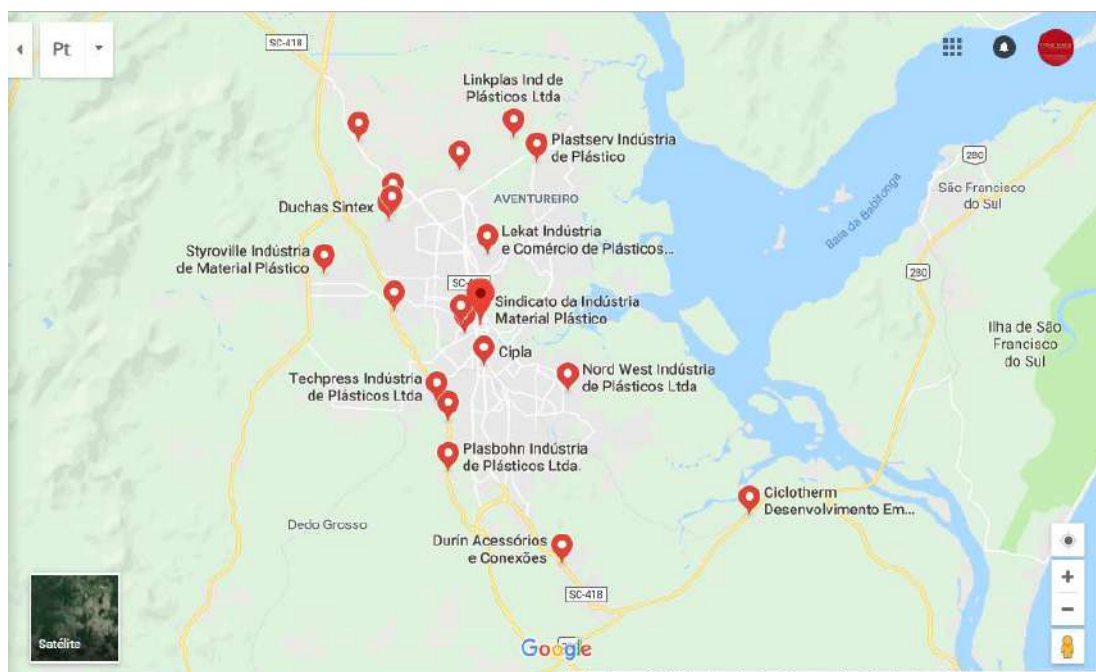 SC-418
Pt
Linkplas Ind de
Plásticos Ltda
Plastserv Indústria
de Plástico
280
São Francisco
do Sul
AVENTUREIRO
Duchas Sintex
Baia da Babitonga
Lekat Indústria
e Comércio de Plásticos...
Styroville Indústria
de Material Plástico
280
Sindicato da Indústria
Material Plástico
Ilha de São
Francisco
do Sul
Cipla
Nord West Indústria
de Plásticos Ltda
Techpress Indústria
de Plásticos Ltda
Plasbohn Indústria
de Plásticos Ltda.
Ciclotherm
Desenvolvimento Em...
Dedo Grosso
Durín Acessórios
e Conexões
SC-418
Satélite
Google